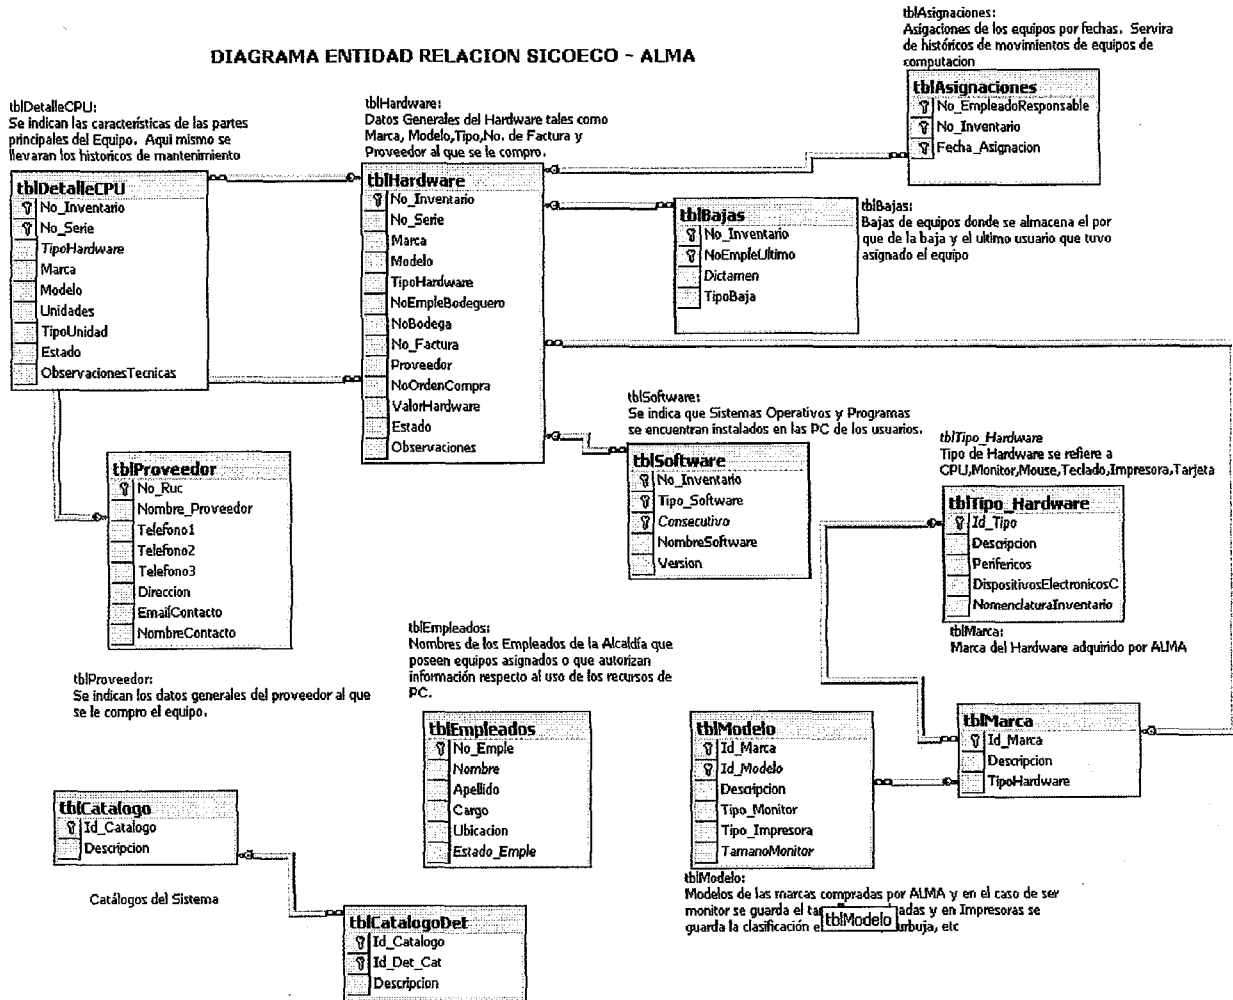 tblAsignaciones:
Asigaciones de los equipos por fechas. Servira
de históricos de movimientos de equipos de
computacion
DIAGRAMA ENTIDAD RELACION SICOECO - ALMA
tblDetalleCPU:
Se indican las características de las partes
principales del Equipo. Aqui mismo se
llevaran los historicos de mantenimiento
tblHardware:
Datos Generales del Hardware tales como
Marca, Modelo,Tipo,No. de Factura y
Proveedor al que se le compro.
tblAsignaciones
No_EmpleadoResponsable
No_Inventario
Fecha_Asignacion
tblDetalleCPU
No_Inventario
No_Serie
TipoHardware
Marca
Modelo
Unidades
TipoUnidad
Estado
ObservacionesTecnicas
tblHardware
No_Inventario
No_Serie
Marca
Modelo
TipoHardware
NoEmpleBodeguero
NoBodega
No_Factura
Proveedor
NoOrdenCompra
ValorHardware
Estado
Observaciones
tblBajas
No_Inventario
NoEmpleUltimo
Dictamen
TipoBaja
tblBajas:
Bajas de equipos donde se almacena el por
que de la baja y el ultimo usuario que tuvo
asignado el equipo
tblSoftware:
Se indica que Sistemas Operativos y Programas
se encuentran instalados en las PC de los usuarios.
tblSoftware
No_Inventario
Tipo_Software
Consecutivo
NombreSoftware
Version
tblTipo_Hardware
Tipo de Hardware se refiere a
CPU,Monitor,Mouse,Teclado,Impresora,Tarjeta
tblTipo_Hardware
Id_Tipo
Descripcion
Perifericos
DispositivosElectronicosC
NomenclaturaInventario
tblMarca:
Marca del Hardware adquirido por ALMA
tblProveedor
No_Ruc
Nombre_Proveedor
Telefono1
Telefono2
Telefono3
Direccion
EmailContacto
NombreContacto
tblProveedor:
Se indican los datos generales del proveedor al que
se le compro el equipo.
tblEmpleados:
Nombres de los Empleados de la Alcaldía que
poseen equipos asignados o que autorizan
información respecto al uso de los recursos de
PC.
tblEmpleados
No_Emple
Nombre
Apellido
Cargo
Ubicacion
Estado_Emple
tblModelo
Id_Marca
Id_Modelo
Descripcion
Tipo_Monitor
Tipo_Impresora
TamanoMonitor
tblMarca
Id_Marca
Descripcion
TipoHardware
tblModelo:
Modelos de las marcas compradas por ALMA y en el caso de ser
monitor se guarda el adas y en Impresoras se
guarda la clasificación tblModelo urbuja, etc
tblCatalogo
Id_Catalogo
Descripcion
Catálogos del Sistema
tblCatalogoDet
Id_Catalogo
Id_Det_Cat
Descripcion